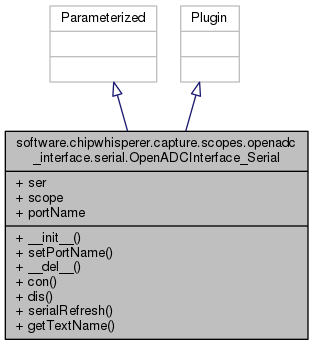 Parameterized
Plugin
software.chipwhisperer.capture.scopes.openadc
_interface.serial.OpenADCInterface_Serial
+ ser
+ scope
+ portName
+ __init__()
+ setPortName()
+ __del__()
+ con()
+ dis()
+ serialRefresh()
+ getTextName()